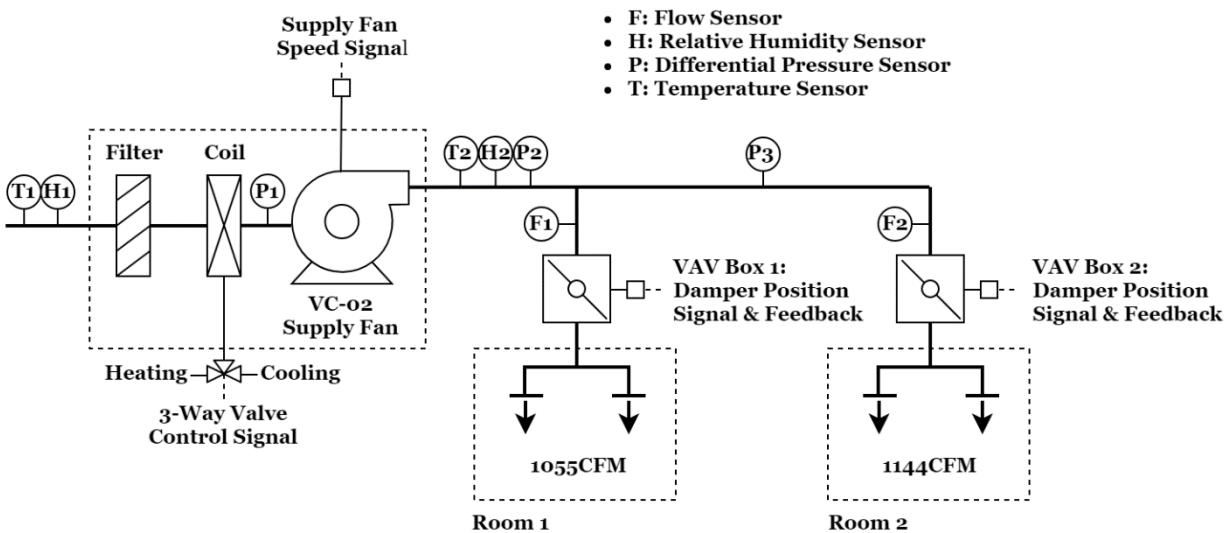 Supply Fan
Speed Signal
• F: Flow Sensor
• H: Relative Humidity Sensor
• P: Differential Pressure Sensor
• T: Temperature Sensor
Filter
Coil
T1
H1
P1
T2
H2
P2
P3
F1
F2
VC-02
Supply Fan
VAV Box 1:
Damper Position
Signal & Feedback
VAV Box 2:
Damper Position
Signal & Feedback
Heating
Cooling
3-Way Valve
Control Signal
1055CFM
1144CFM
Room 1
Room 2